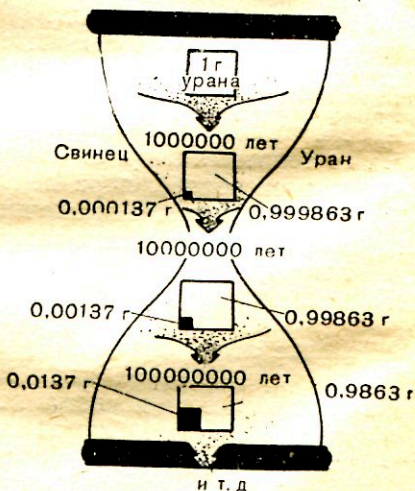 1 г
урана
1000000 лет
Свинец
Уран
0,000137 г
0,999863 г
10000000 лет
0,00137 г
0,99863 г
100000000 лет
0,0137
0,9863 г
и т. д